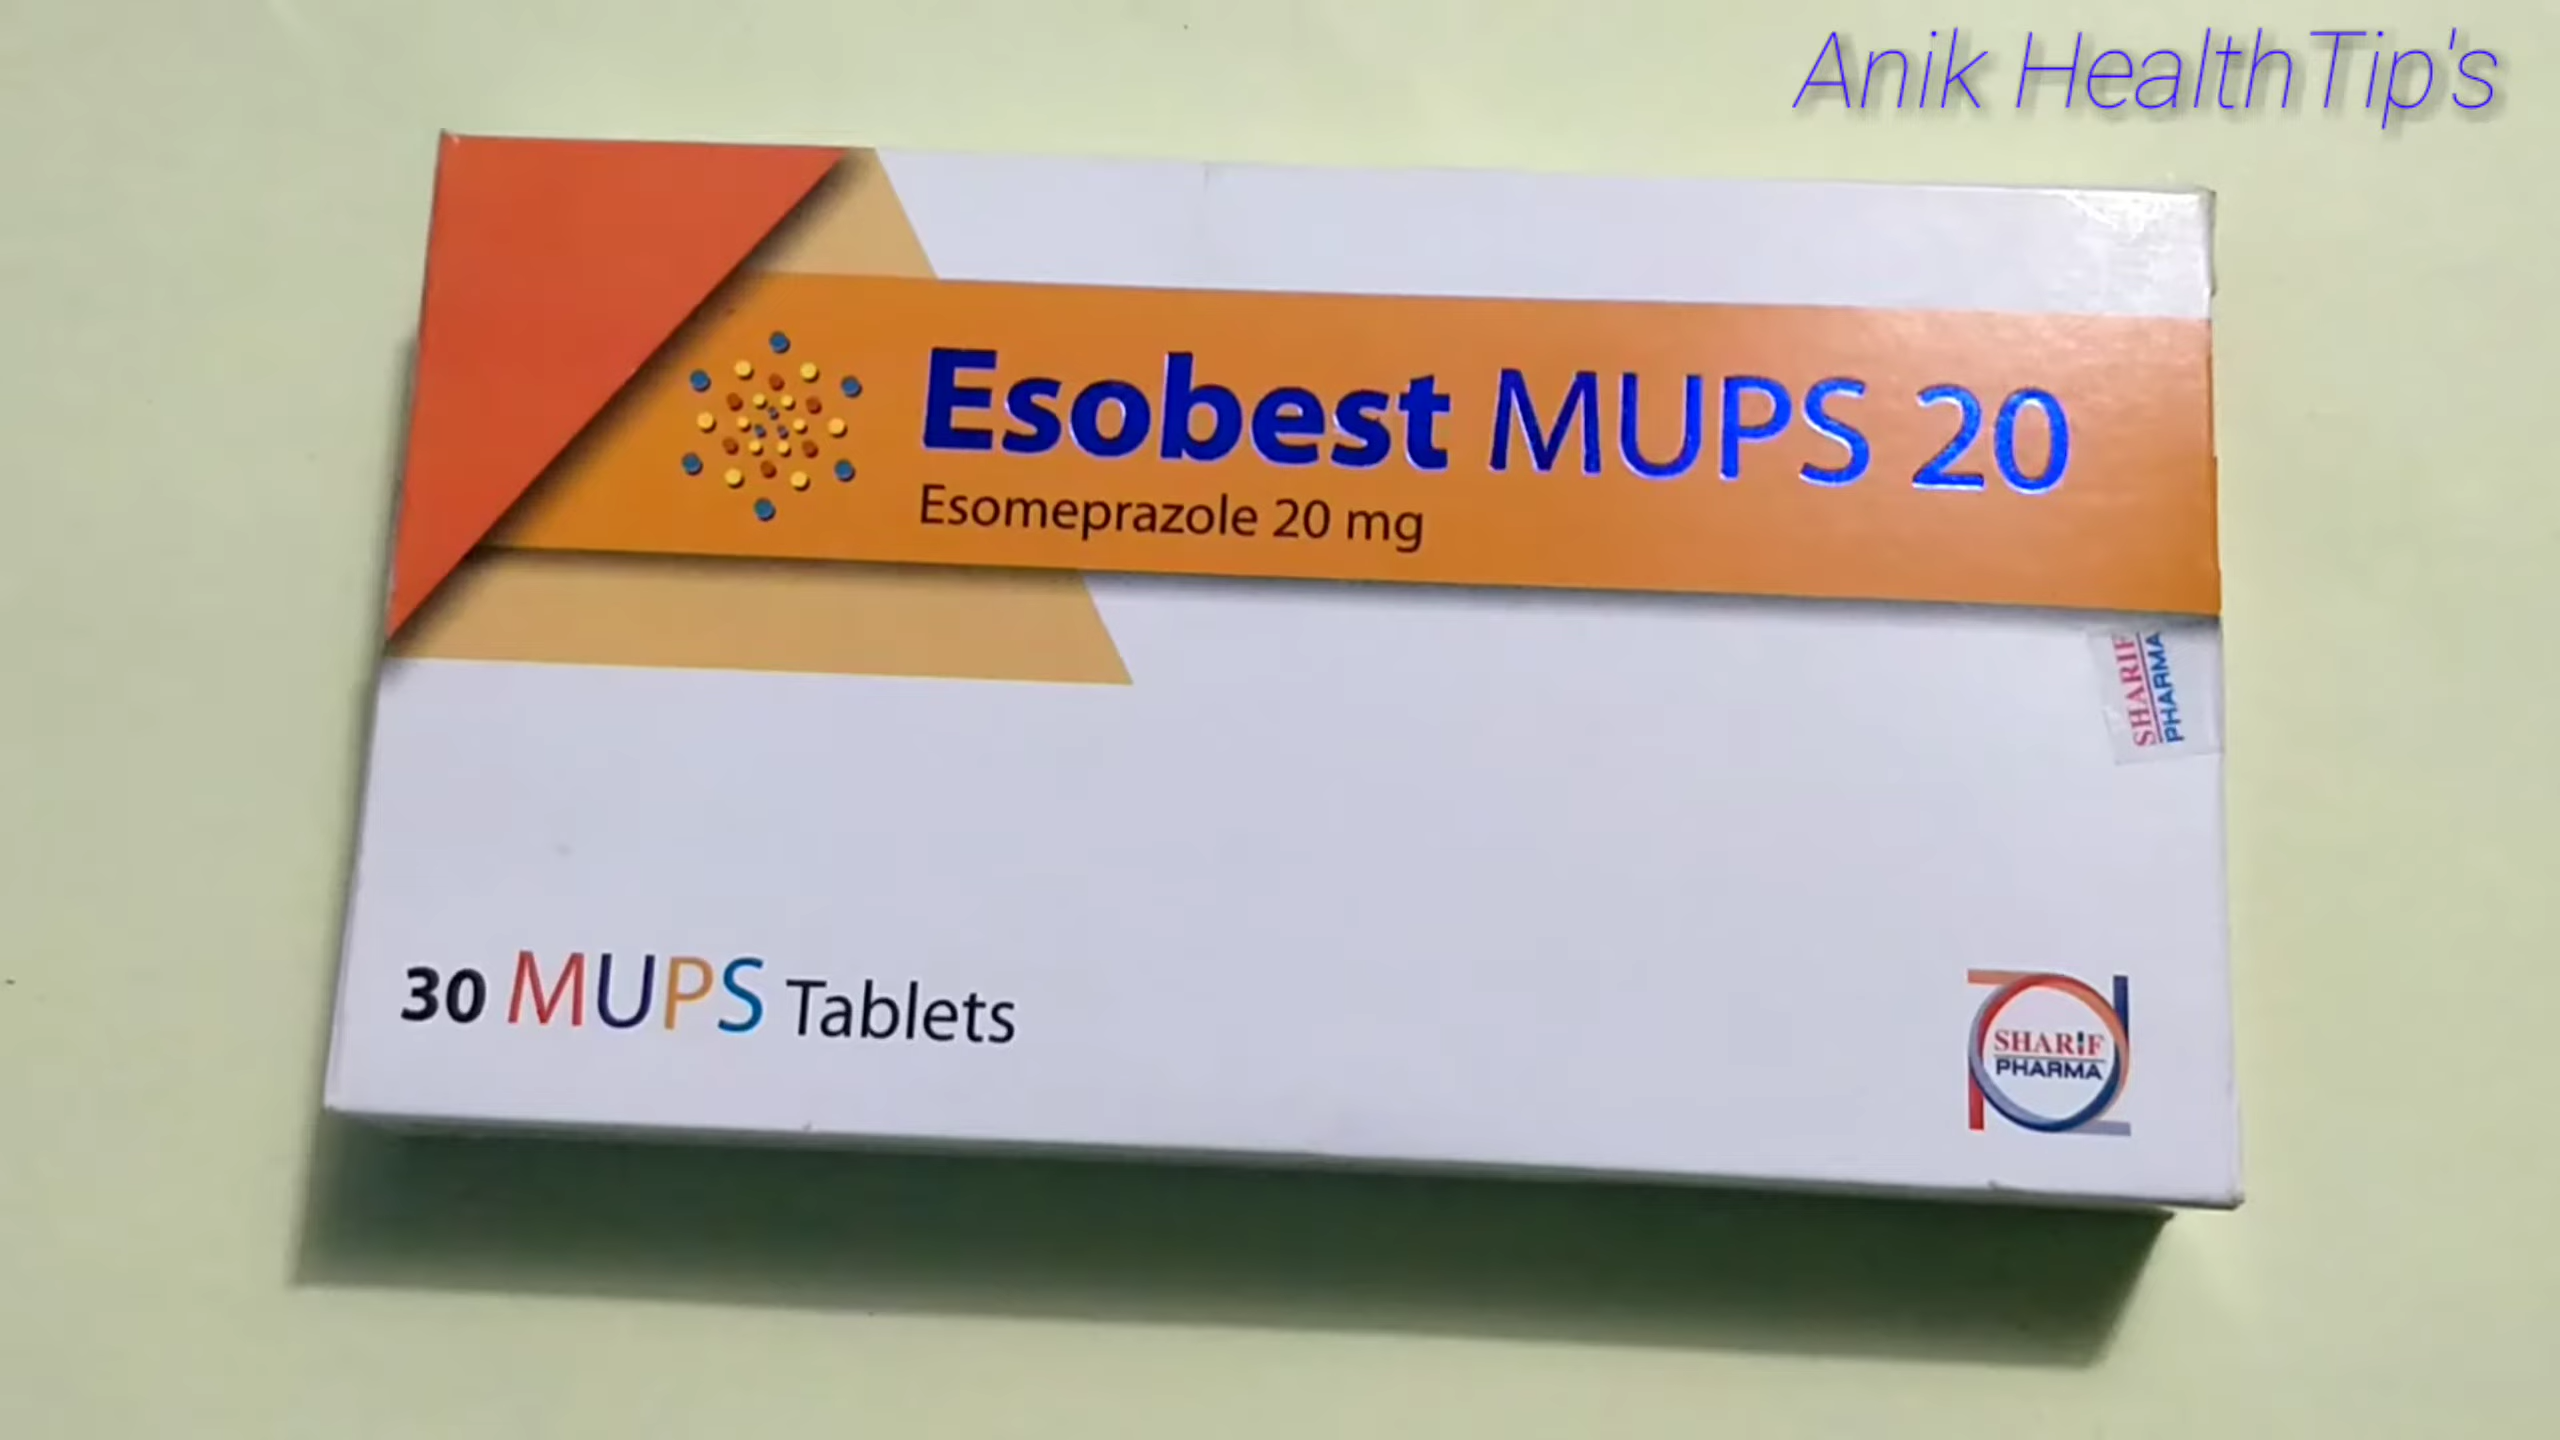 Anik HealthTip's
Esobest MUPS 20
Esomeprazole 20 mg
SHARIF
PHARMA
30 MUPS Tablets
SHARIF
PHARMA